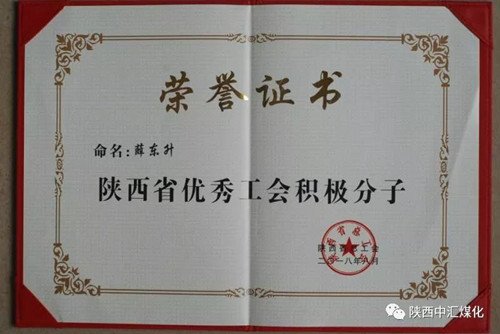 荣誉证书
命名：薛东升
陕西省优秀工会积极分子
陕西省总工会
二〇一八年八月
陕西中汇煤化